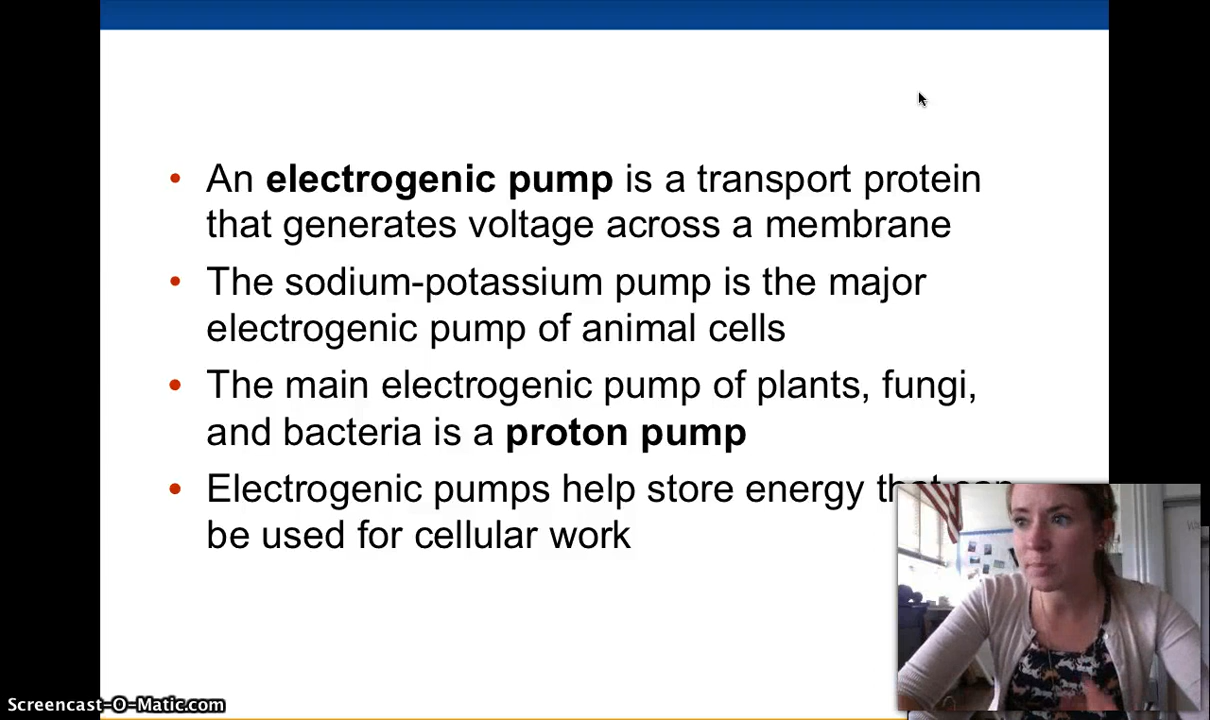 • An electrogenic pump is a transport protein
that generates voltage across a membrane
• The sodium-potassium pump is the major
electrogenic pump of animal cells
• The main electrogenic pump of plants, fungi,
and bacteria is a proton pump
• Electrogenic pumps help store energy that can
be used for cellular work
Screencast-O-Matic.com